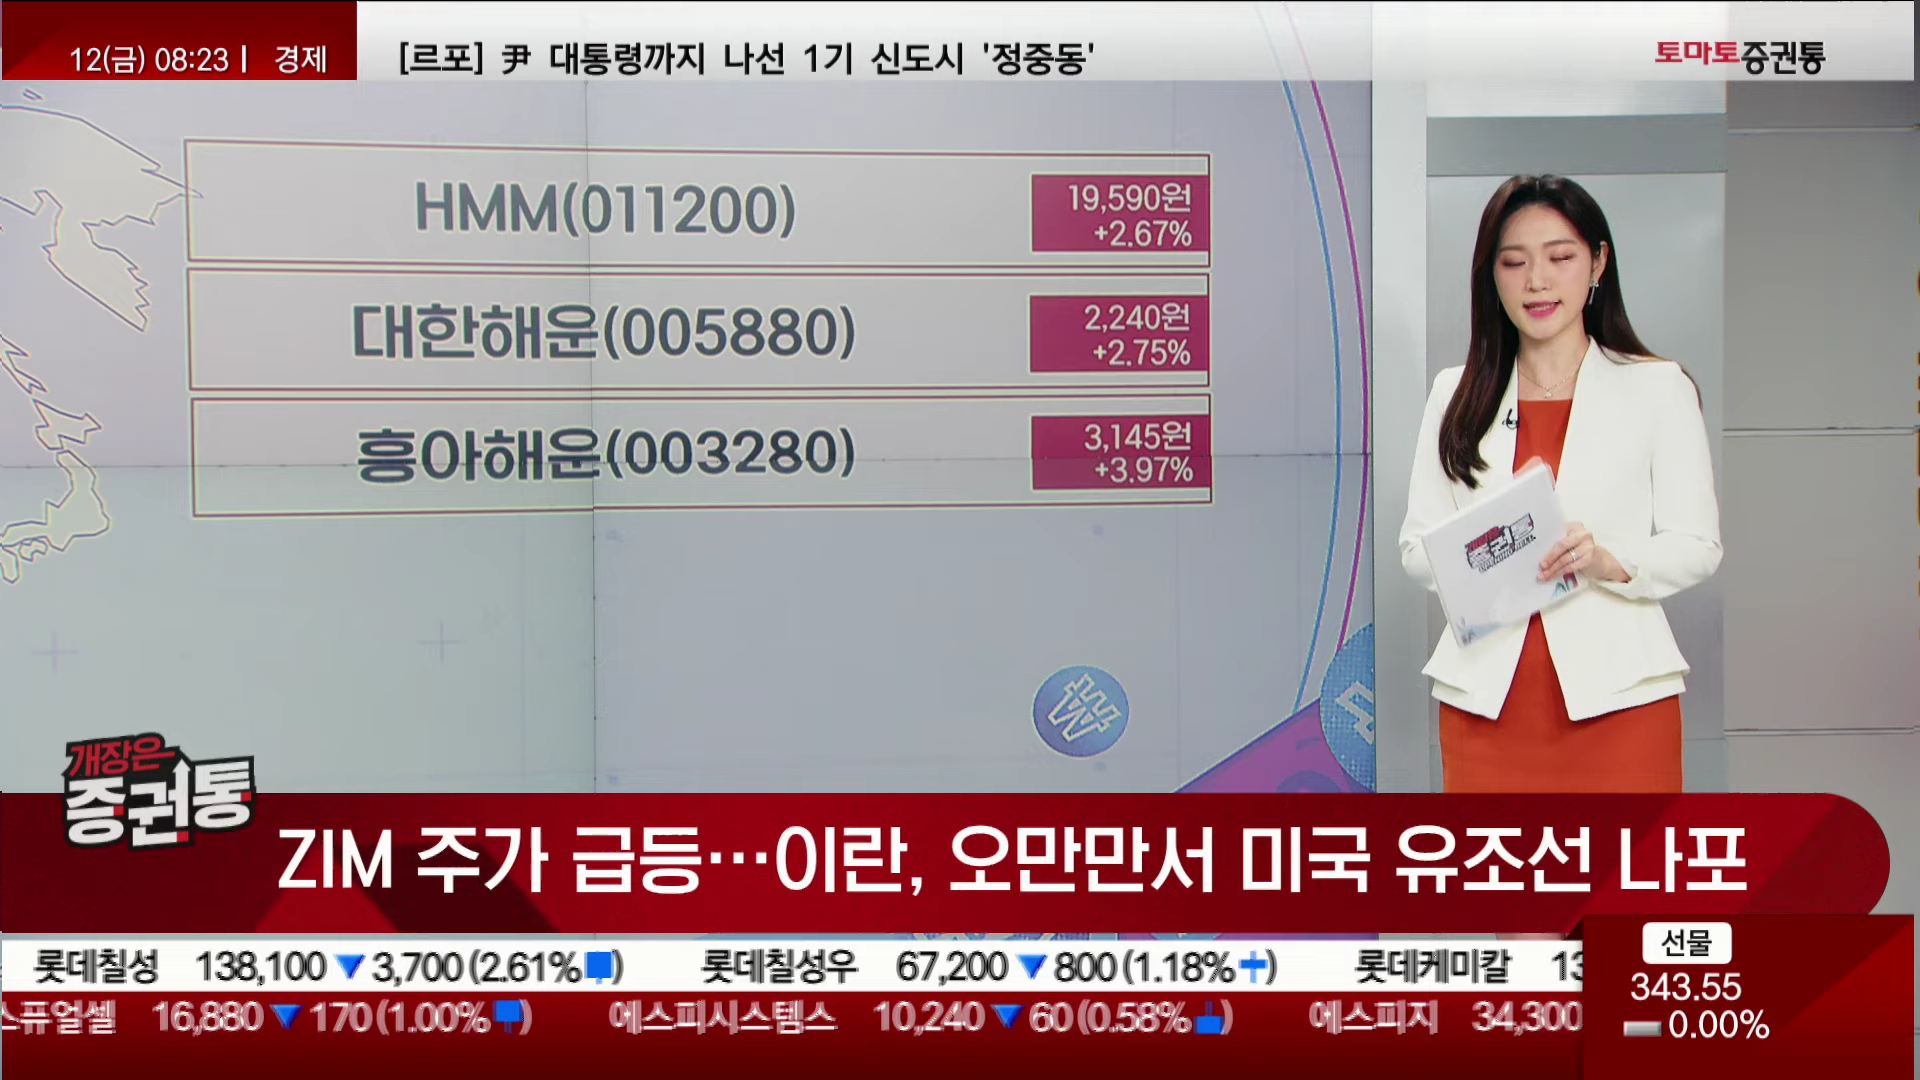 12(금) 08:23 | 경제
[르포] 尹 대통령까지 나선 1기 신도시 '정중동'
토마토증권통
HMM(011200)
19,590원
+2.67%
대한해운(005880)
2,240원
+2.75%
흥아해운(003280)
3,145원
+3.97%
개장은
증권통
ZIM 주가 급등…이란, 오만만서 미국 유조선 나포
롯데칠성 138,100 ▼ 3,700 (2.61%) 롯데칠성우 67,200 ▼ 800 (1.18%) 롯데케미칼 13
스퓨얼셀 16,880 ▼ 170 (1.00%) 에스피시스템스 10,240 ▼ 60 (0.58%) 에스피지 34,300
선물
343.55
0.00%